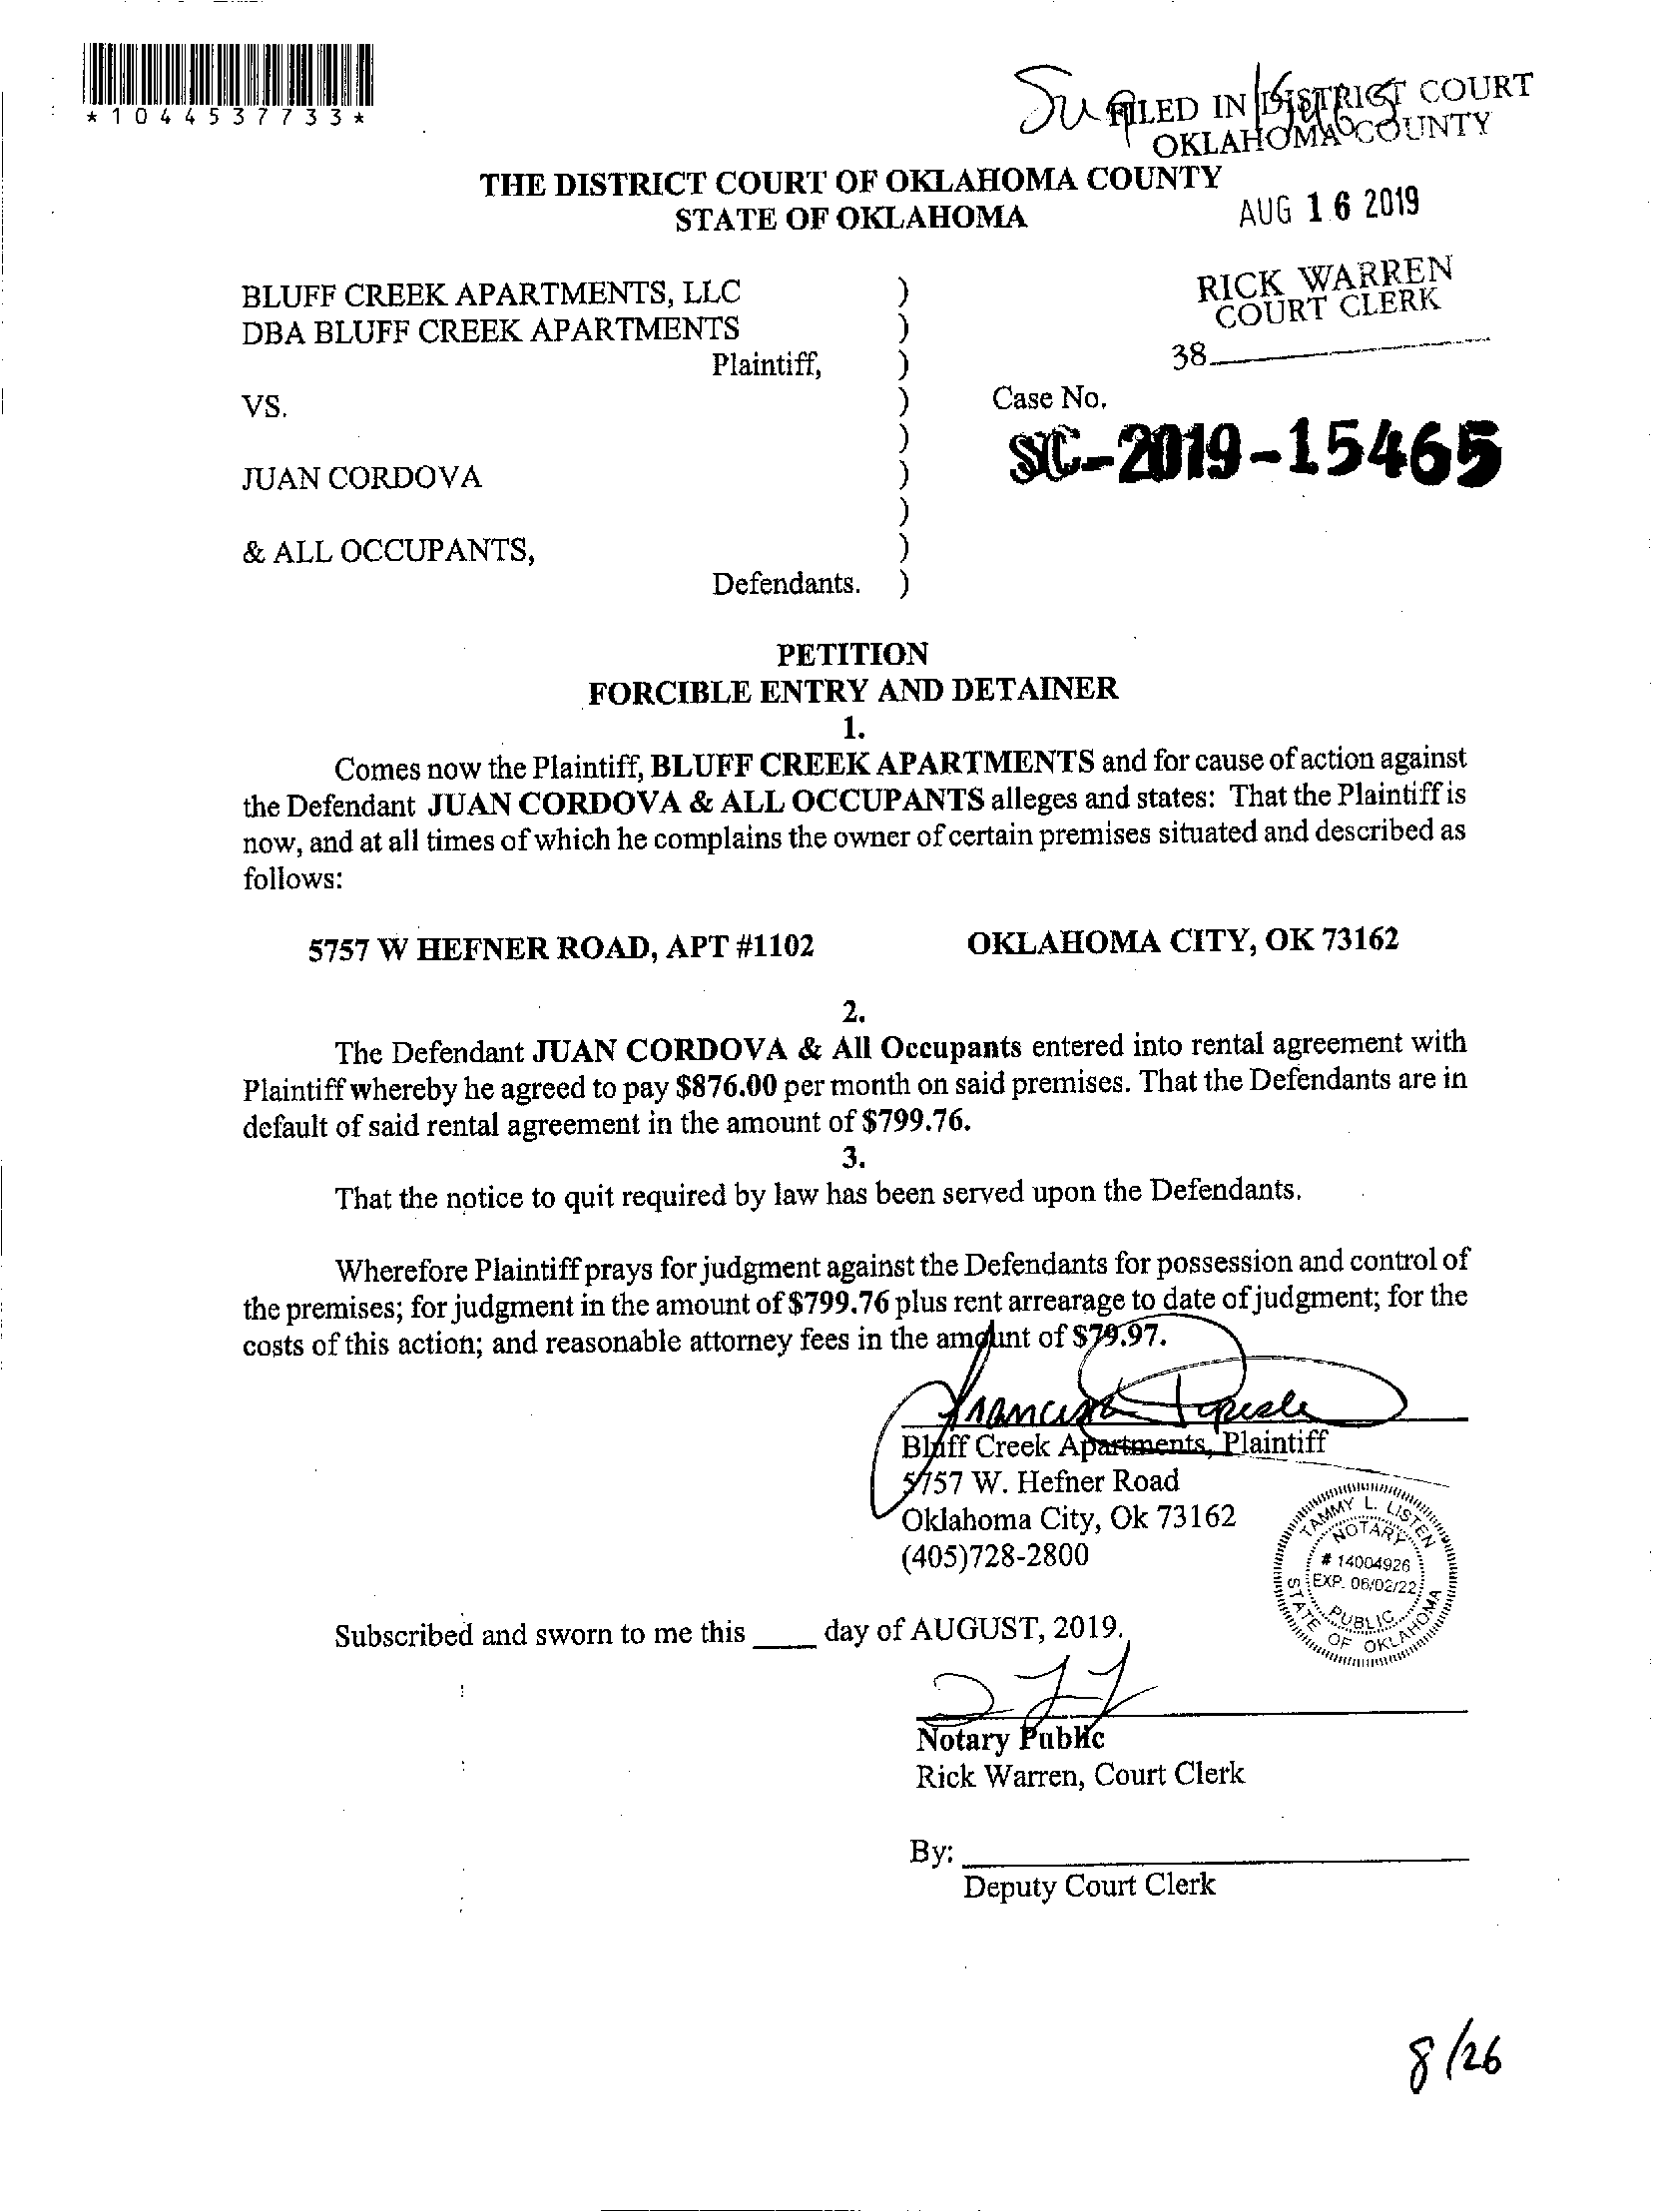 *1044537733*
FILED IN DISTRICT COURT
OKLAHOMA COUNTY
THE DISTRICT COURT OF OKLAHOMA COUNTY
STATE OF OKLAHOMA
AUG 16 2019
RICK WARREN
COURT CLERK
38
BLUFF CREEK APARTMENTS, LLC )
DBA BLUFF CREEK APARTMENTS )
Plaintiff, )
VS. )
Case No.
)
SC-2019-15465
JUAN CORDOVA )
)
& ALL OCCUPANTS, )
Defendants. )
PETITION
FORCIBLE ENTRY AND DETAINER
1.
Comes now the Plaintiff, BLUFF CREEK APARTMENTS and for cause of action against
the Defendant JUAN CORDOVA & ALL OCCUPANTS alleges and states: That the Plaintiff is
now, and at all times of which he complains the owner of certain premises situated and described as
follows:
5757 W HEFNER ROAD, APT #1102 OKLAHOMA CITY, OK 73162
2.
The Defendant JUAN CORDOVA & All Occupants entered into rental agreement with
Plaintiff whereby he agreed to pay $876.00 per month on said premises. That the Defendants are in
default of said rental agreement in the amount of $799.76.
3.
That the notice to quit required by law has been served upon the Defendants.
Wherefore Plaintiff prays for judgment against the Defendants for possession and control of
the premises; for judgment in the amount of $799.76 plus rent arrearage to date of judgment; for the
costs of this action; and reasonable attorney fees in the amount of $79.97.
Bluff Creek Apartments, Plaintiff
5757 W. Hefner Road
Oklahoma City, Ok 73162
(405)728-2800
TAMMY L. LISTEN
NOTARY
# 14004926
EXP. 06/02/22
PUBLIC
STATE OF OKLAHOMA
Subscribed and sworn to me this ____ day of AUGUST, 2019.
Notary Public
Rick Warren, Court Clerk
By: ____
Deputy Court Clerk
8/26